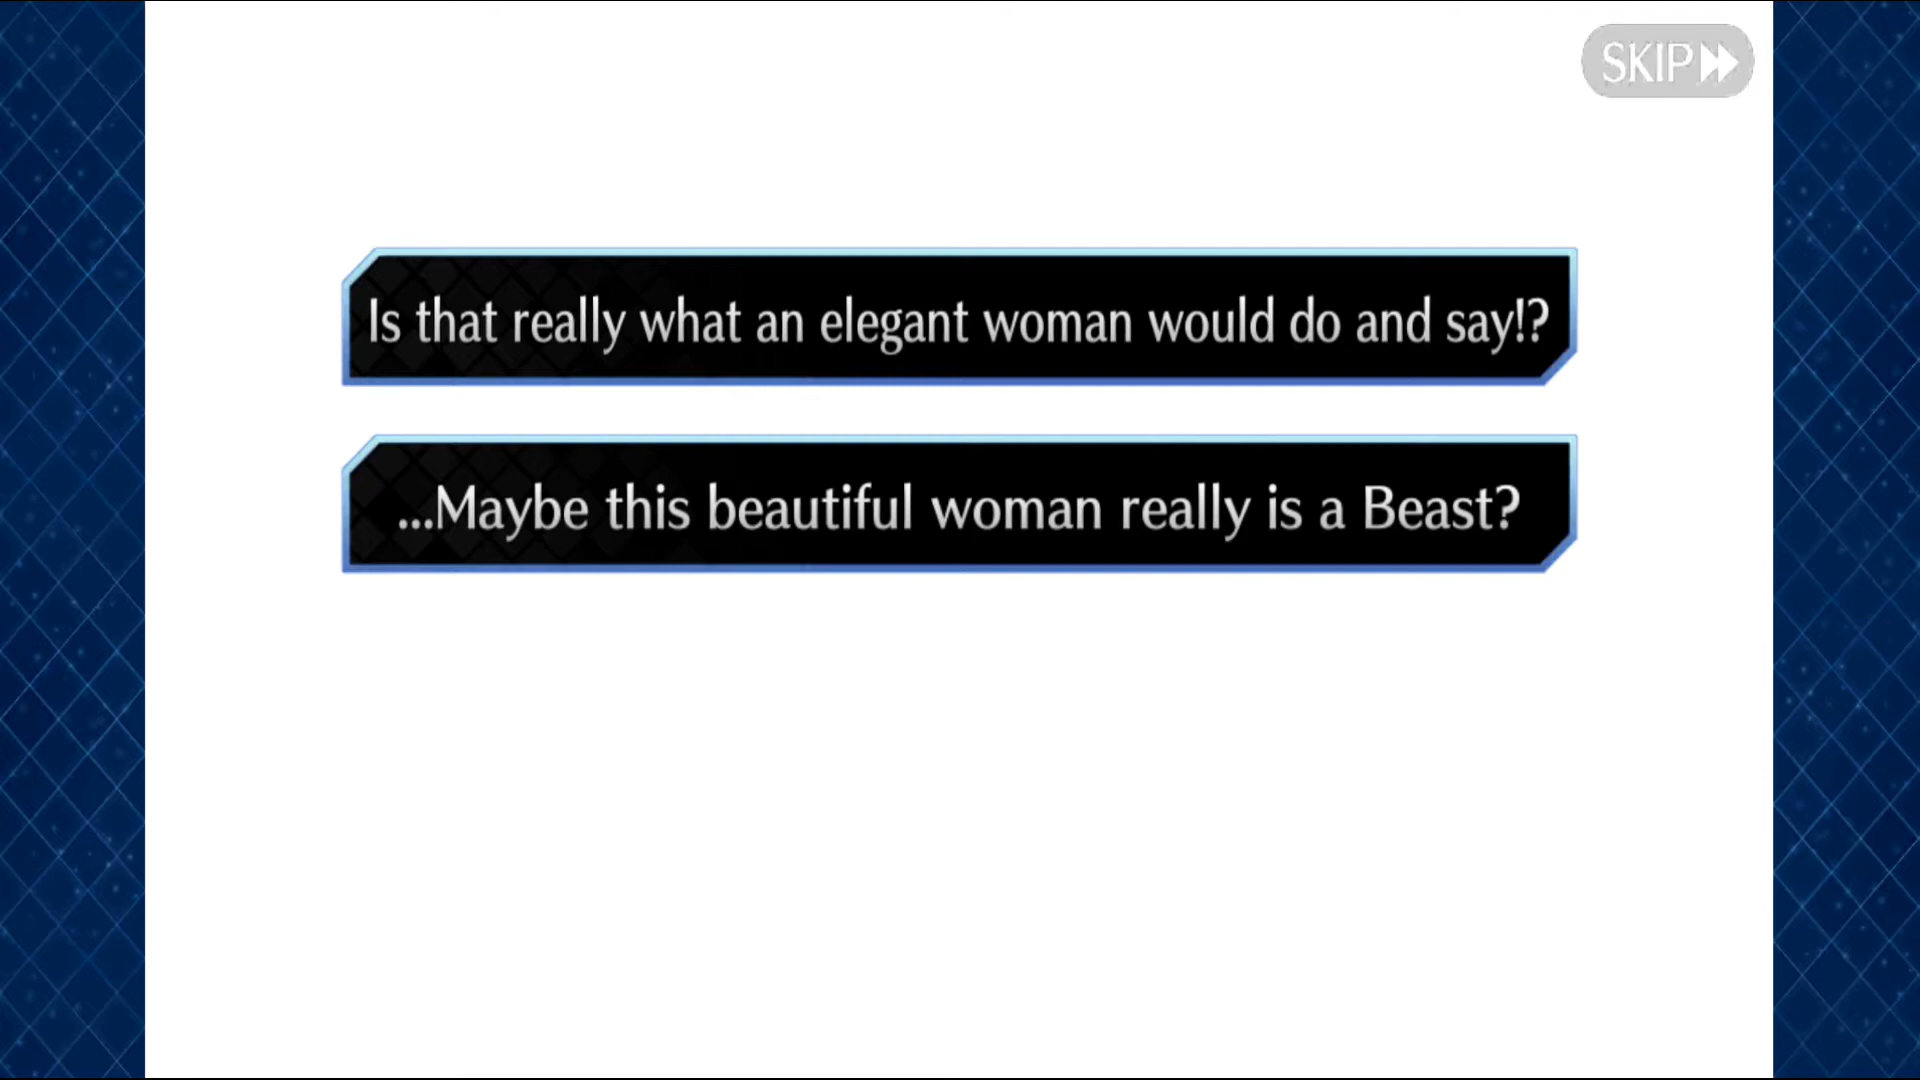 SKIP
Is that really what an elegant woman would do and say!?
...Maybe this beautiful woman really is a Beast?